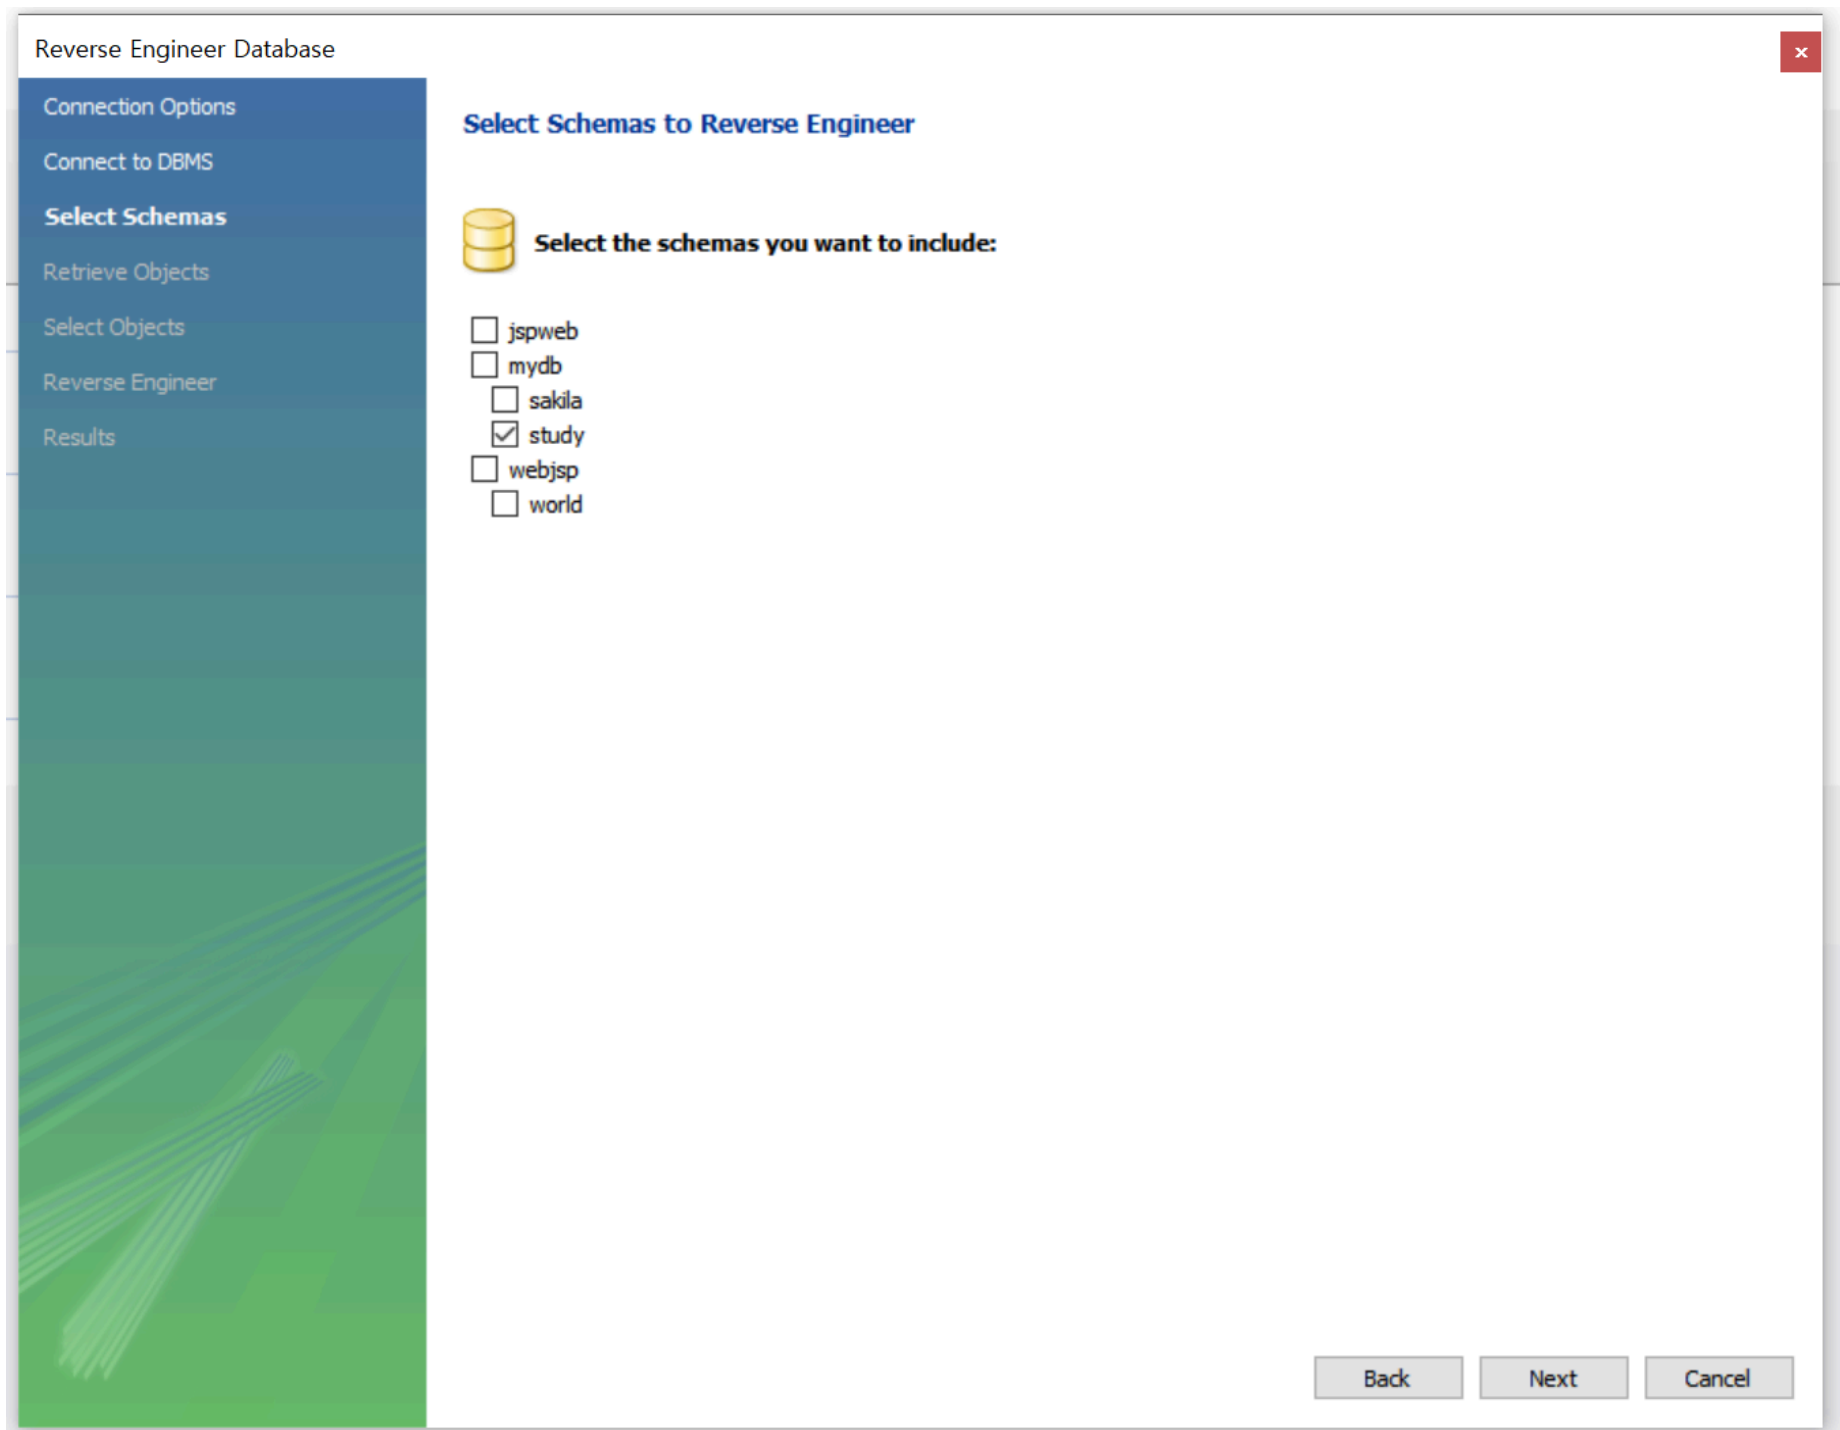 Reverse Engineer Database
Connection Options
Connect to DBMS
Select Schemas
Retrieve Objects
Select Objects
Reverse Engineer
Results
Select Schemas to Reverse Engineer
Select the schemas you want to include:
jspweb
mydb
sakila
study
webjsp
world
Back Next Cancel